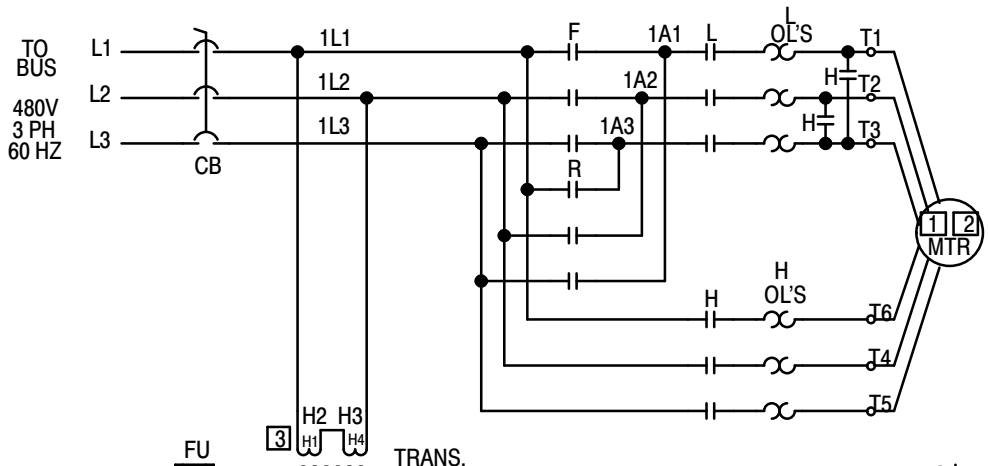 TO BUS
480V
3 PH
60 HZ
L1
L2
L3
CB
1L1
1L2
1L3
F
R
1A1
1A2
1A3
L
L
OL'S
H
H
T1
T2
T3
1 2
MTR
H
H
OL'S
T6
T4
T5
H2 H3
3
H1 H4
FU
TRANS.